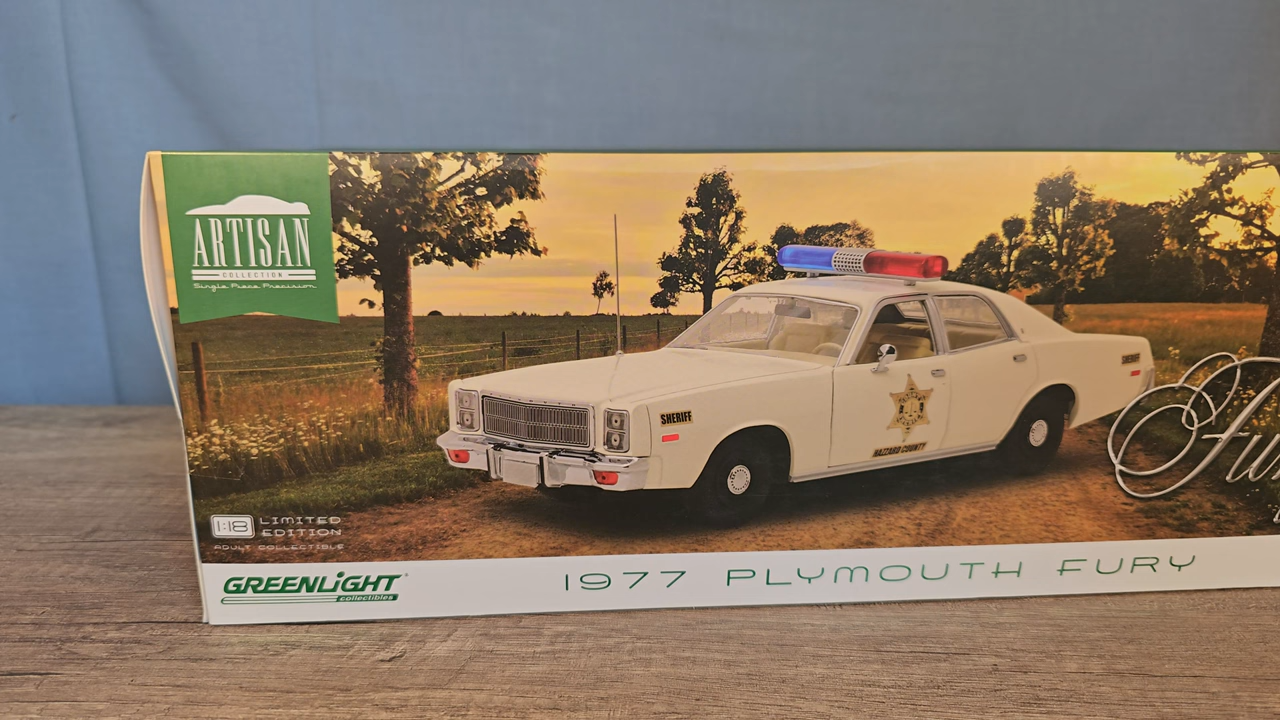 ARTISAN
COLLECTION
Single Piece Precision
SHERIFF
SHERIFF
HAZZARD COUNTY
Fu
1:18 LIMITED
EDITION
ADULT COLLECTIBLE
GREENLIGHT®
collectibles
1977 PLYMOUTH FURY